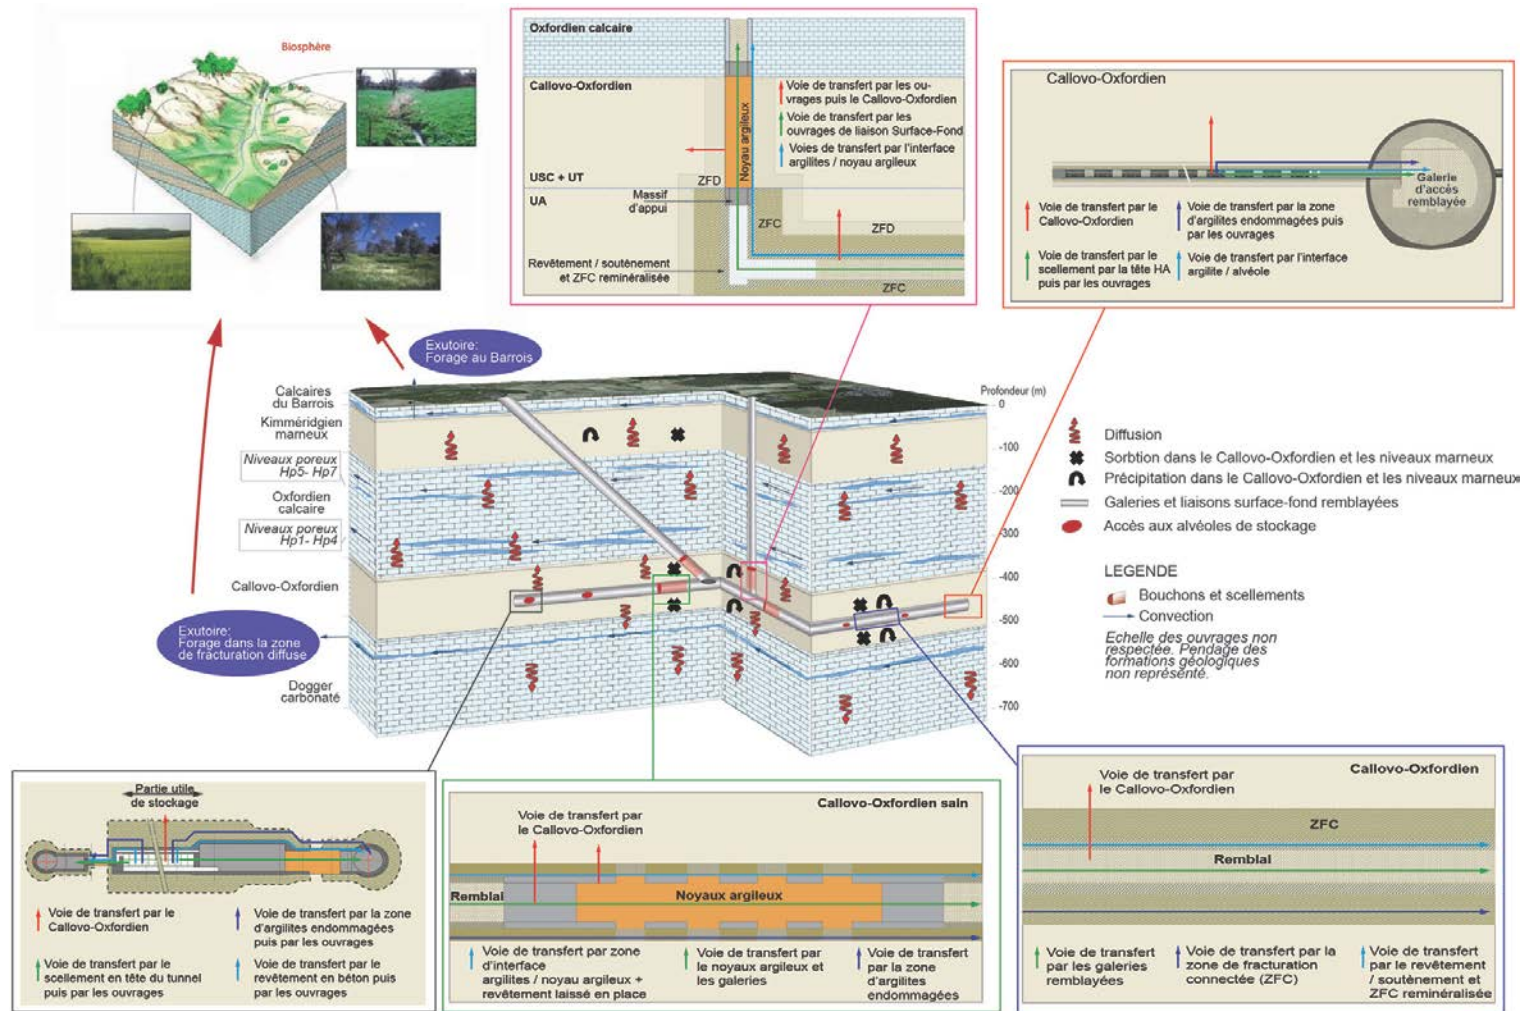 Biosphère
Oxfordien calcaire
Callovo-Oxfordien
Voie de transfert par les ou-
vrages puis le Callovo-Oxfordien
Voie de transfert par les
ouvrages de liaison Surface-Fond
Voies de transfert par l'interface
argilites / noyau argileux
Noyau argileux
USC + UT
ZFD
UA
Massif
d'appui
ZFC
ZFD
Revêtement / soutènement
et ZFC reminéralisée
ZFC
Callovo-Oxfordien
Galerie
d'accès
remblayée
Voie de transfert par le
Callovo-Oxfordien
Voie de transfert par la zone
d'argilites endommagées puis
par les ouvrages
Voie de transfert par le
scellement par la tête HA
puis par les ouvrages
Voie de transfert par l'interface
argilite / alvéole
Exutoire:
Forage au Barrois
Calcaires
du Barrois
Kimméridgien
marneux
Niveaux poreux
Hp5- Hp7
Oxfordien
calcaire
Niveaux poreux
Hp1- Hp4
Callovo-Oxfordien
Exutoire:
Forage dans la zone
de fracturation diffuse
Dogger
carbonaté
Profondeur (m)
0
-100
-200
-300
-400
-500
-600
-700
Diffusion
Sorbtion dans le Callovo-Oxfordien et les niveaux marneux
Précipitation dans le Callovo-Oxfordien et les niveaux marneux
Galeries et liaisons surface-fond remblayées
Accès aux alvéoles de stockage
LEGENDE
Bouchons et scellements
Convection
Echelle des ouvrages non
respectée. Pendage des
formations géologiques
non représenté.
Partie utile
de stockage
Voie de transfert par le
Callovo-Oxfordien
Voie de transfert par la zone
d'argilites endommagées
puis par les ouvrages
Voie de transfert par le
scellement en tête du tunnel
puis par les ouvrages
Voie de transfert par le
revêtement en béton puis
par les ouvrages
Callovo-Oxfordien sain
Voie de transfert par
le Callovo-Oxfordien
Remblai
Noyaux argileux
Voie de transfert par zone
d'interface
argilites / noyau argileux +
revêtement laissé en place
Voie de transfert par
le noyaux argileux et
les galeries
Voie de transfert
par la zone
d'argilites
endommagées
Voie de transfert par
le Callovo-Oxfordien
Callovo-Oxfordien
ZFC
Remblai
Voie de transfert
par les galeries
remblayées
Voie de transfert par la
zone de fracturation
connectée (ZFC)
Voie de transfert
par le revêtement
/ soutènement et
ZFC reminéralisée